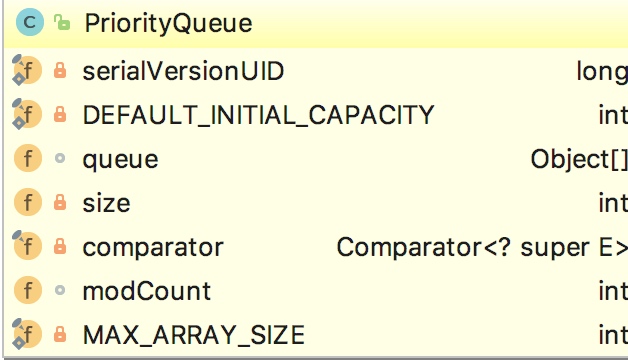 PriorityQueue
serialVersionUID long
DEFAULT_INITIAL_CAPACITY int
queue Object[]
size int
comparator Comparator<? super E>
modCount int
MAX_ARRAY_SIZE int